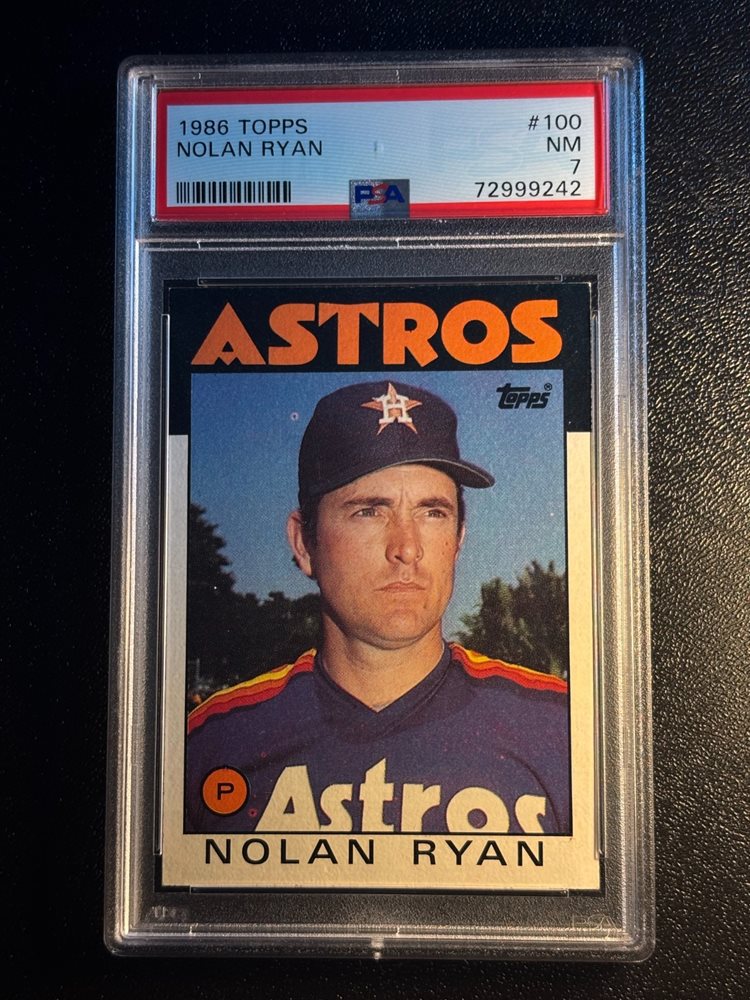 1986 TOPPS #100
NOLAN RYAN NM
7
PSA 72999242
ASTROS
TOPPS®
H
P
Astros
NOLAN RYAN